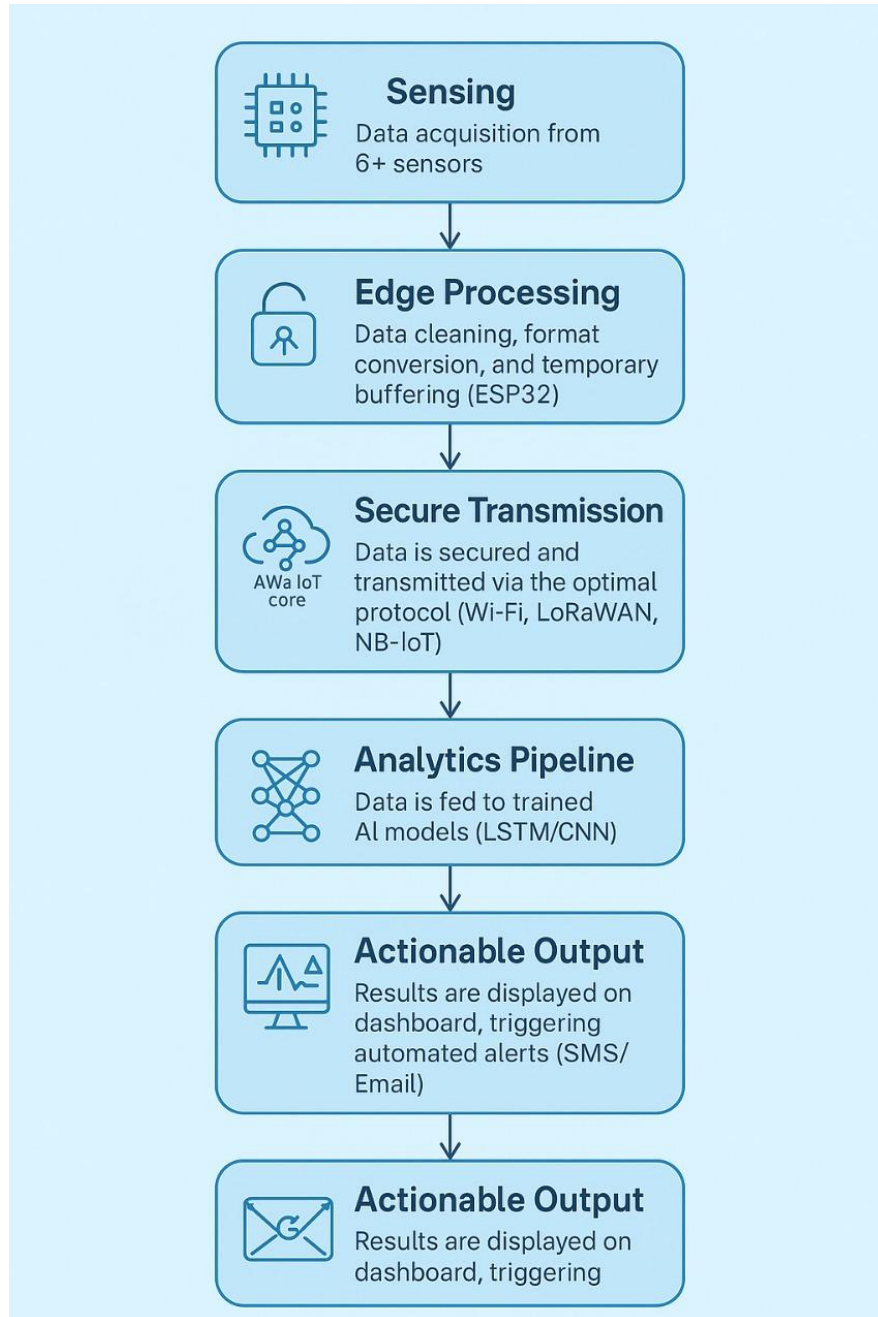 Sensing
Data acquisition from
6+ sensors
Edge Processing
Data cleaning, format
conversion, and temporary
buffering (ESP32)
AWa IoT
core
Secure Transmission
Data is secured and
transmitted via the optimal
protocol (Wi-Fi, LoRaWAN,
NB-IoT)
Analytics Pipeline
Data is fed to trained
AI models (LSTM/CNN)
Actionable Output
Results are displayed on
dashboard, triggering
automated alerts (SMS/
Email)
Actionable Output
Results are displayed on
dashboard, triggering